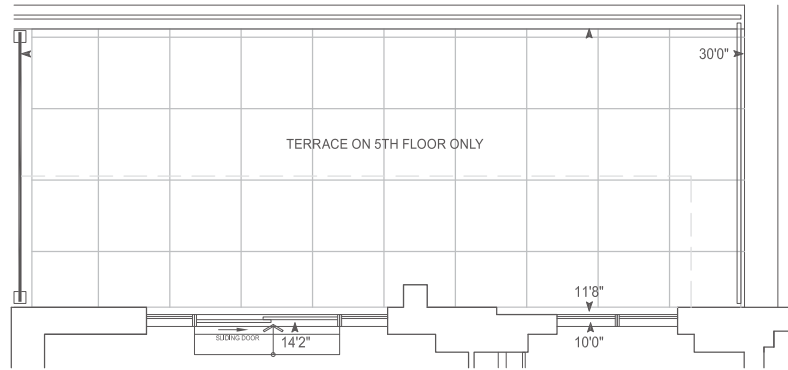 30'0"
TERRACE ON 5TH FLOOR ONLY
11'8"
SLIDING DOOR
14'2"
10'0"